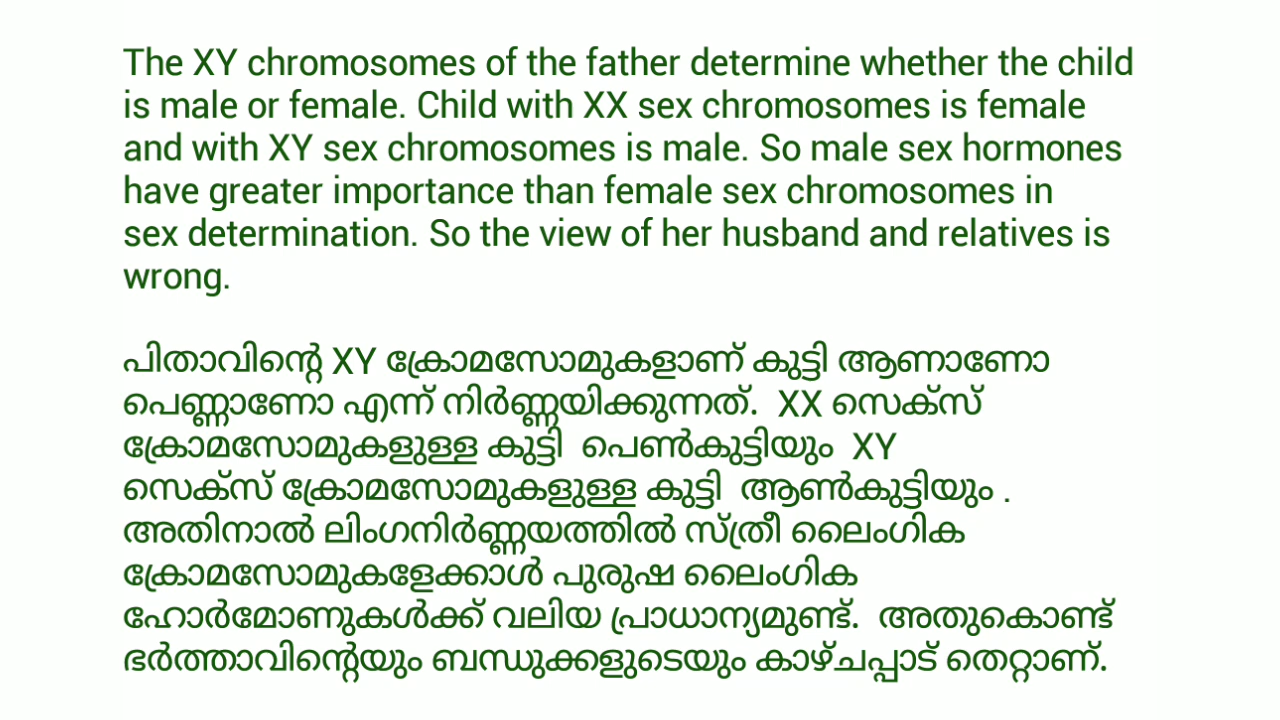 The XY chromosomes of the father determine whether the child
is male or female. Child with XX sex chromosomes is female
and with XY sex chromosomes is male. So male sex hormones
have greater importance than female sex chromosomes in
sex determination. So the view of her husband and relatives is
wrong.
പിതാവിന്റെ XY ക്രോമസോമുകളാണ് കുട്ടി ആണാണോ
പെണ്ണാണോ എന്ന് നിർണ്ണയിക്കുന്നത്. XX സെക്സ്
ക്രോമസോമുകളുള്ള കുട്ടി പെൺകുട്ടിയും XY
സെക്സ് ക്രോമസോമുകളുള്ള കുട്ടി ആൺകുട്ടിയും .
അതിനാൽ ലിംഗനിർണ്ണയത്തിൽ സ്ത്രീ ലൈംഗിക
ക്രോമസോമുകളേക്കാൾ പുരുഷ ലൈംഗിക
ഹോർമോണുകൾക്ക് വലിയ പ്രാധാന്യമുണ്ട്. അതുകൊണ്ട്
ഭർത്താവിന്റെയും ബന്ധുക്കളുടെയും കാഴ്ചപ്പാട് തെറ്റാണ്.